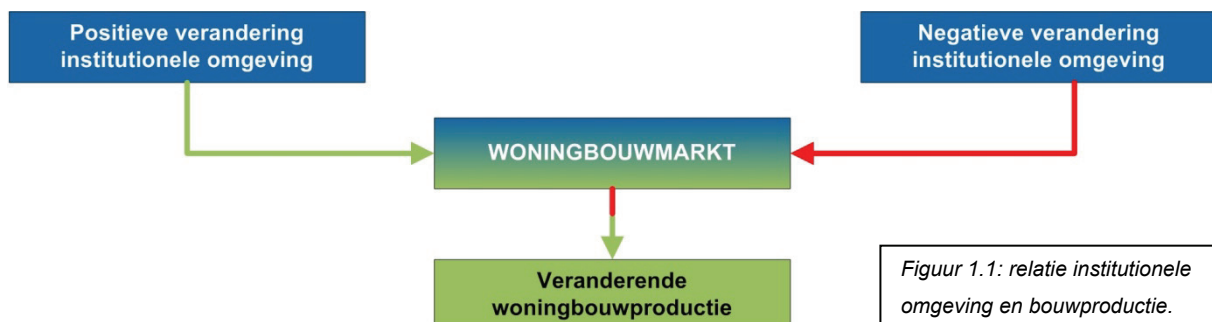 Positieve verandering
institutionele omgeving
Negatieve verandering
institutionele omgeving
WONINGBOUWMARKT
Veranderende
woningbouwproductie
Figuur 1.1: relatie institutionele
omgeving en bouwproductie.